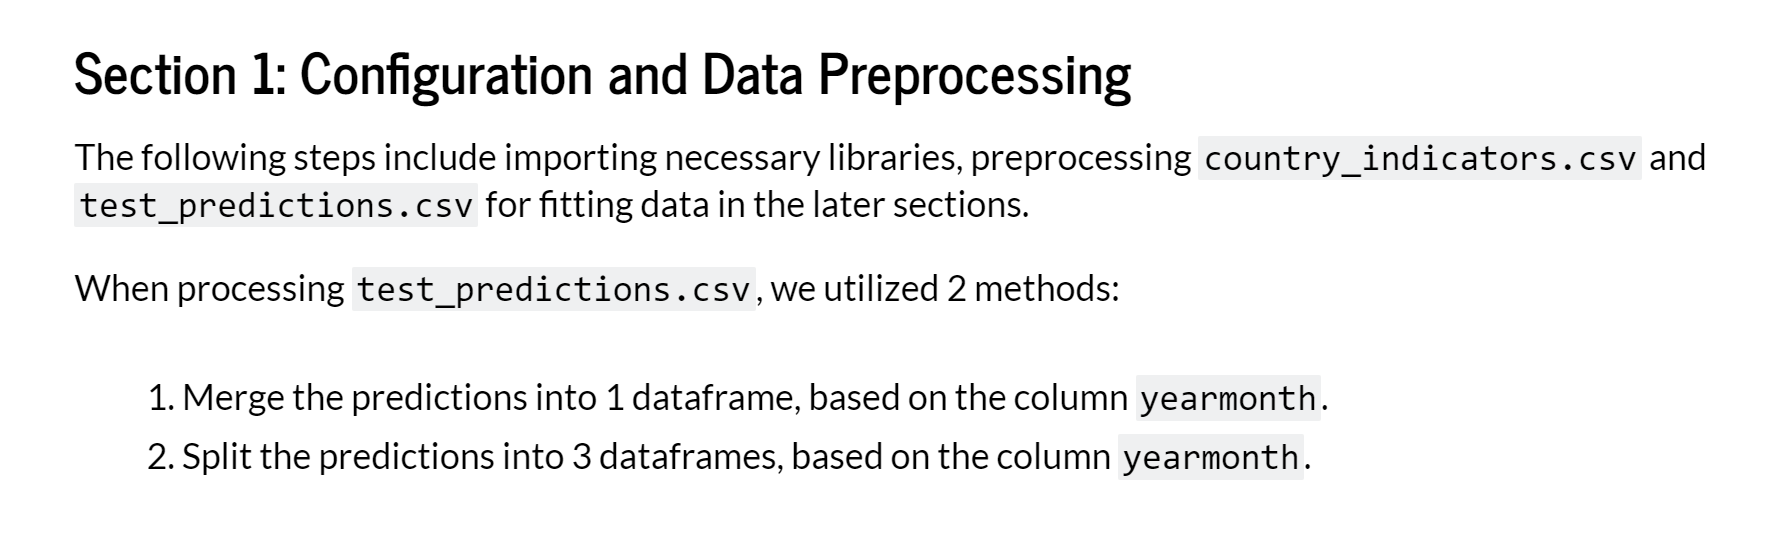 Section 1: Configuration and Data Preprocessing
The following steps include importing necessary libraries, preprocessing country_indicators.csv and
test_predictions.csv for fitting data in the later sections.
When processing test_predictions.csv, we utilized 2 methods:
1. Merge the predictions into 1 dataframe, based on the column yearmonth.
2. Split the predictions into 3 dataframes, based on the column yearmonth.